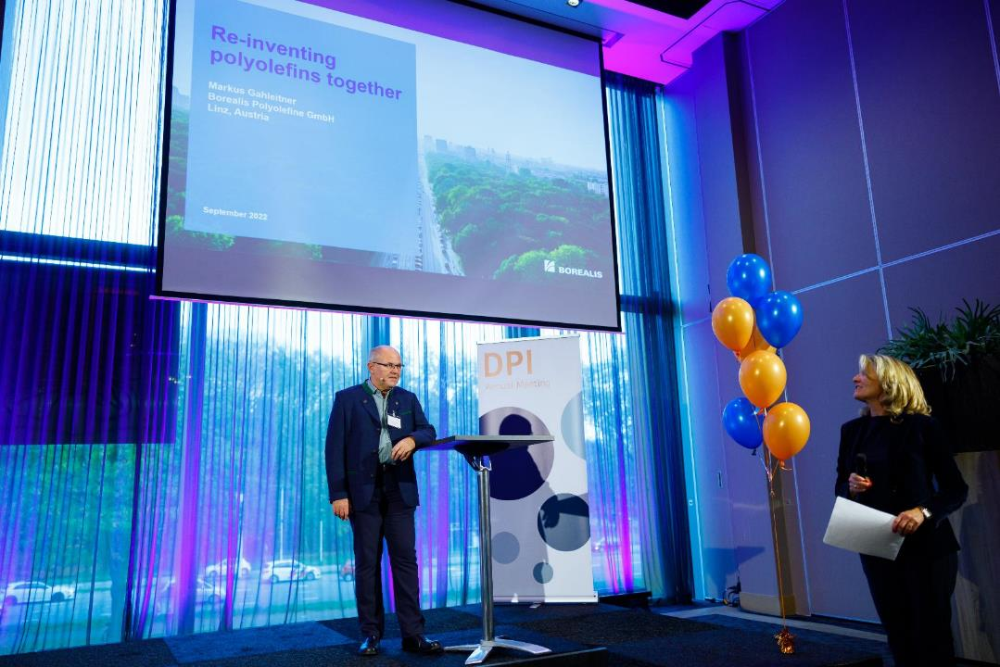 Re-inventing
polyolefins together
Markus Gahleitner
Borealis Polyolefine GmbH
Linz, Austria
September 2022
BOREALIS
DPI
Annual Meeting